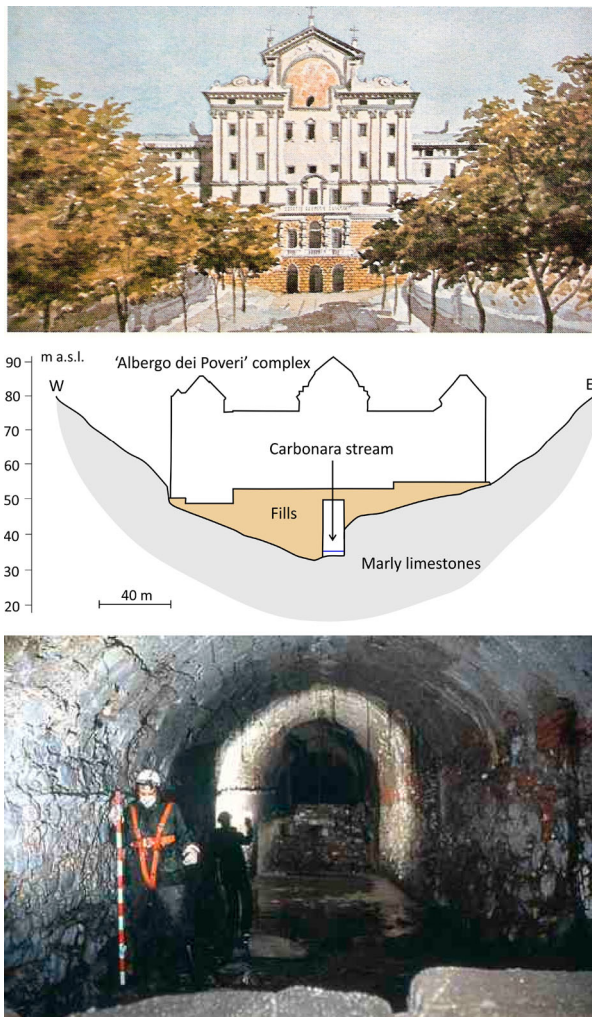 90
m a.s.l.
'Albergo dei Poveri' complex
W
E
80
70
Carbonara stream
60
50
Fills
40
Marly limestones
30
40 m
20